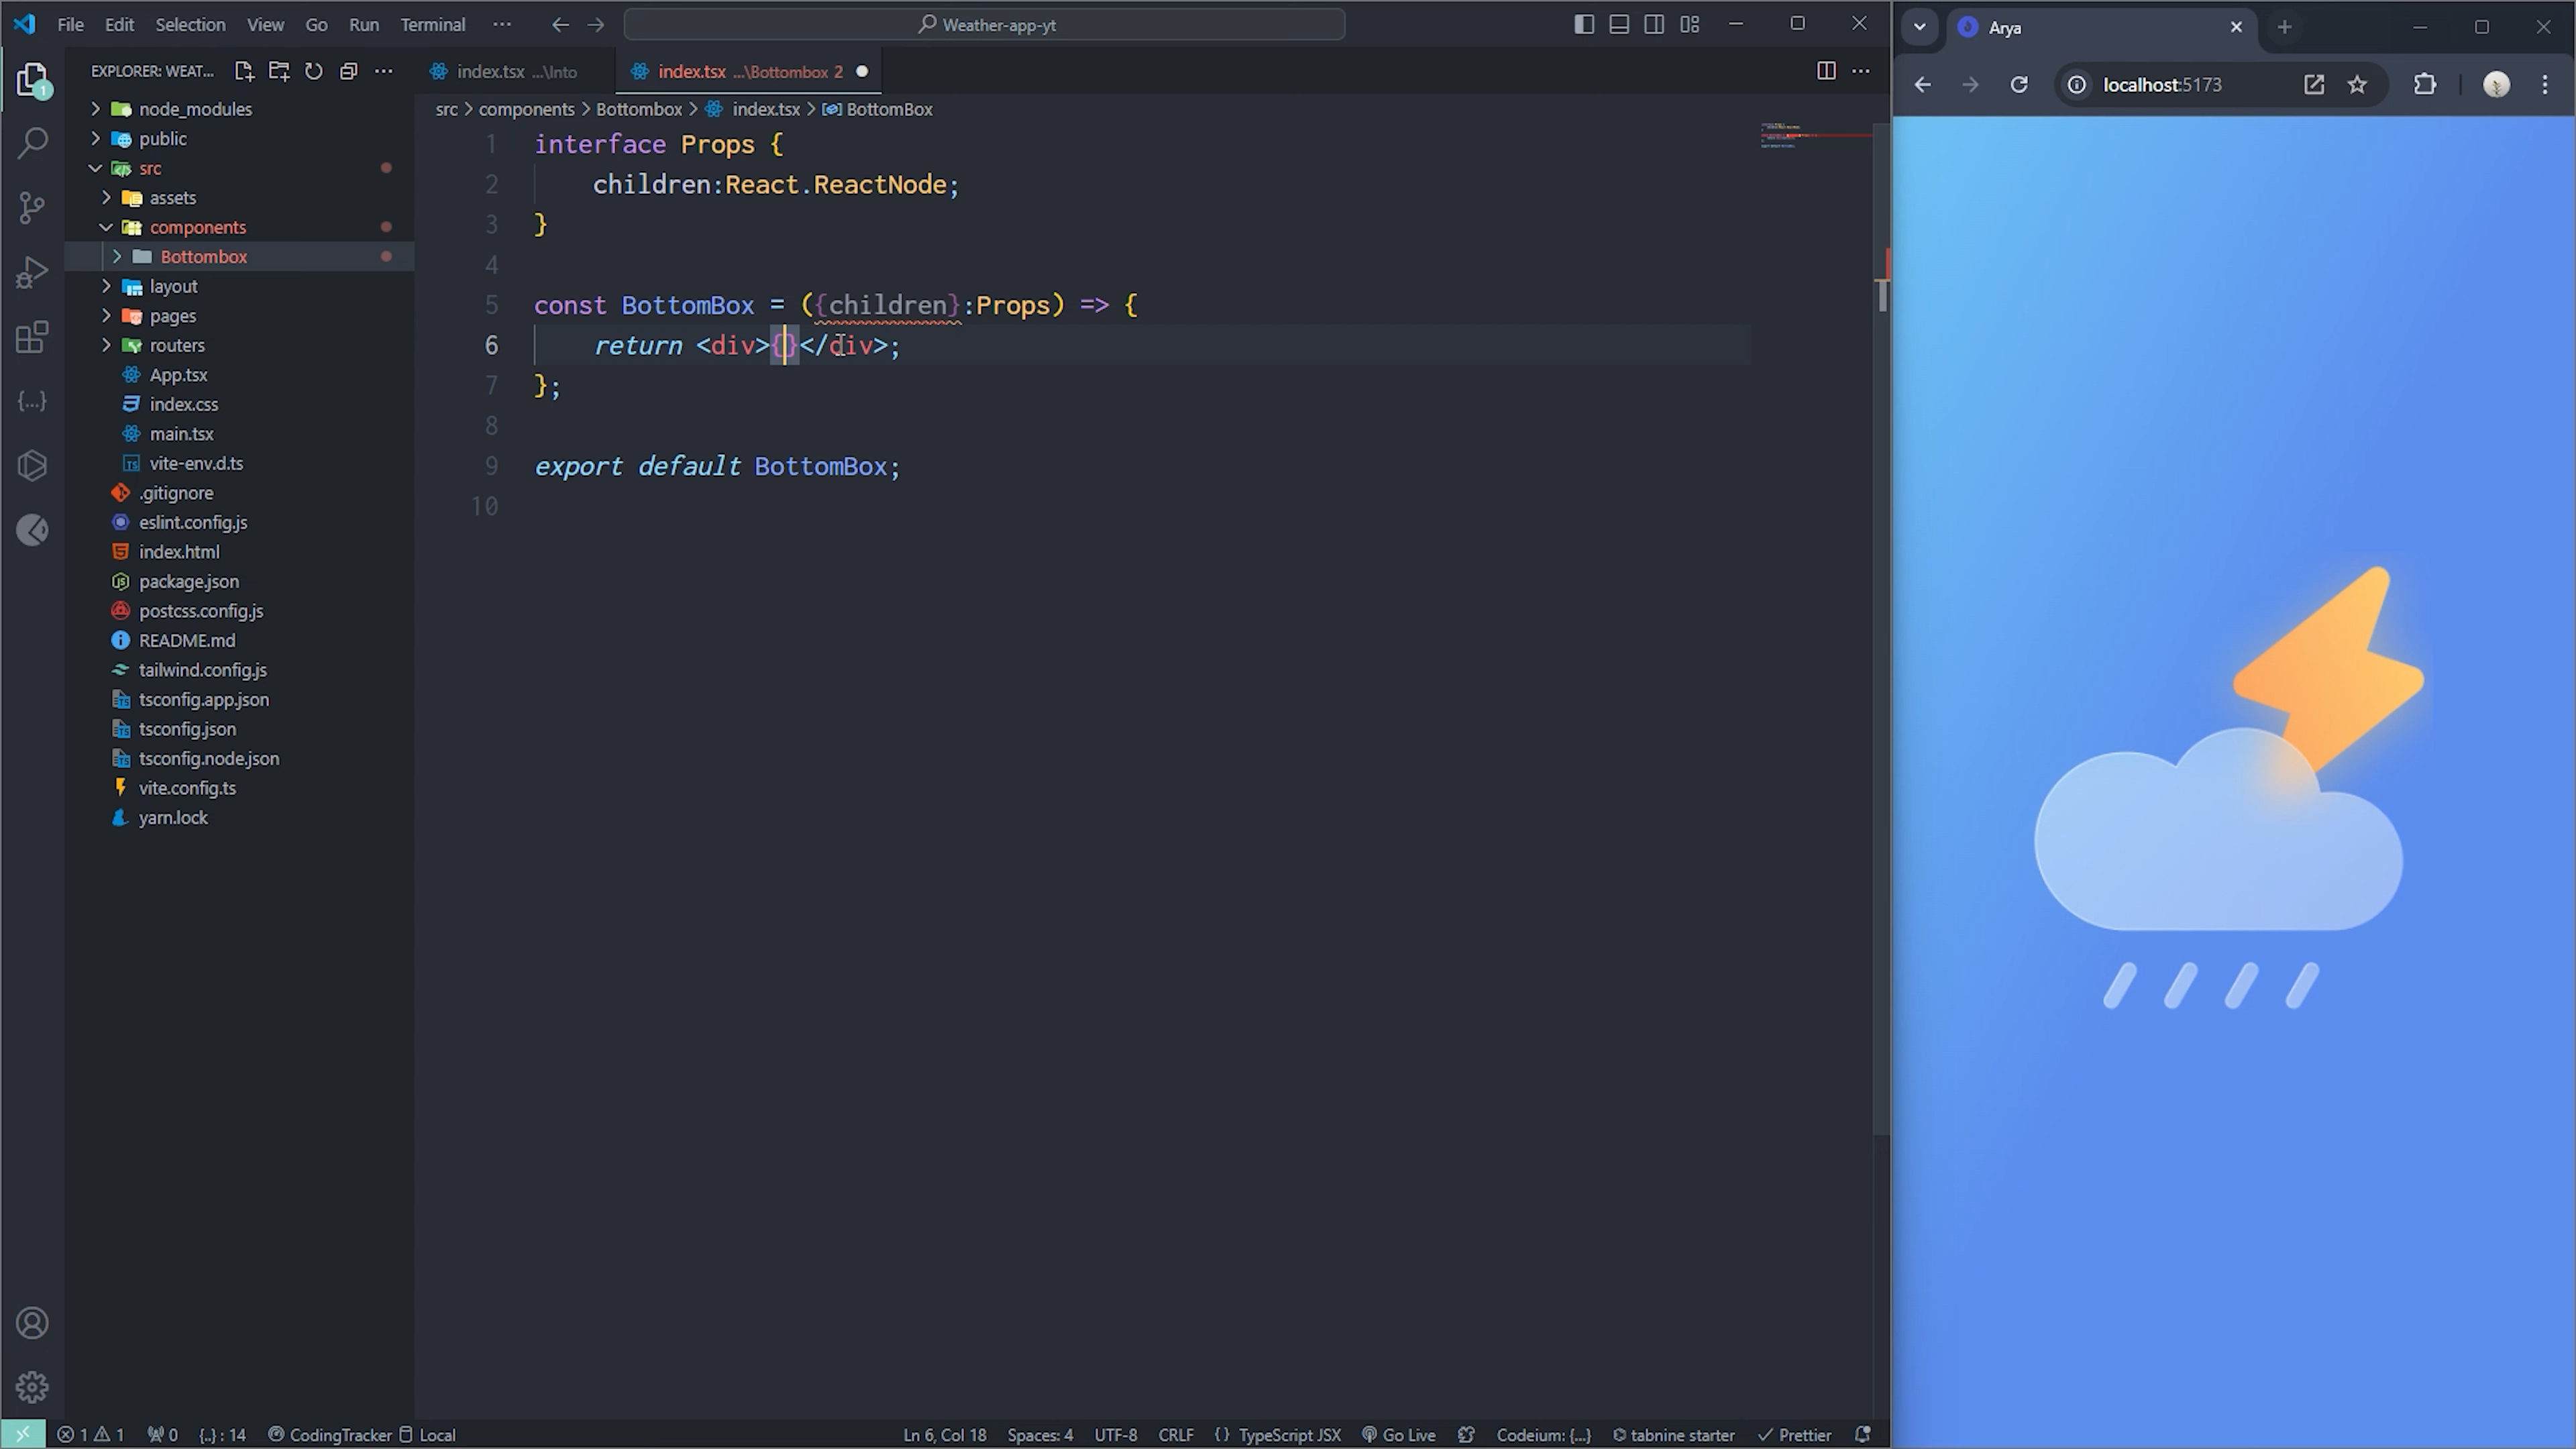 File Edit Selection View Go Run Terminal ···
Weather-app-yt
EXPLORER: WEAT...
1
node_modules
public
src
assets
components
Bottombox
layout
pages
routers
App.tsx
index.css
main.tsx
vite-env.d.ts
.gitignore
eslint.config.js
index.html
package.json
postcss.config.js
README.md
tailwind.config.js
tsconfig.app.json
tsconfig.json
tsconfig.node.json
vite.config.ts
yarn.lock
index.tsx ...\Into
index.tsx ...\Bottombox 2
src > components > Bottombox > index.tsx > BottomBox
1 interface Props {
2 children:React.ReactNode;
3 }
4
5 const BottomBox = ({children}:Props) => {
6 return <div>{}</div>;
7 };
8
9 export default BottomBox;
10
1 1 0 {..} : 14 CodingTracker Local
Ln 6, Col 18 Spaces: 4 UTF-8 CRLF {} TypeScript JSX Go Live Codeium: {...} tabnine starter Prettier
Arya
localhost:5173